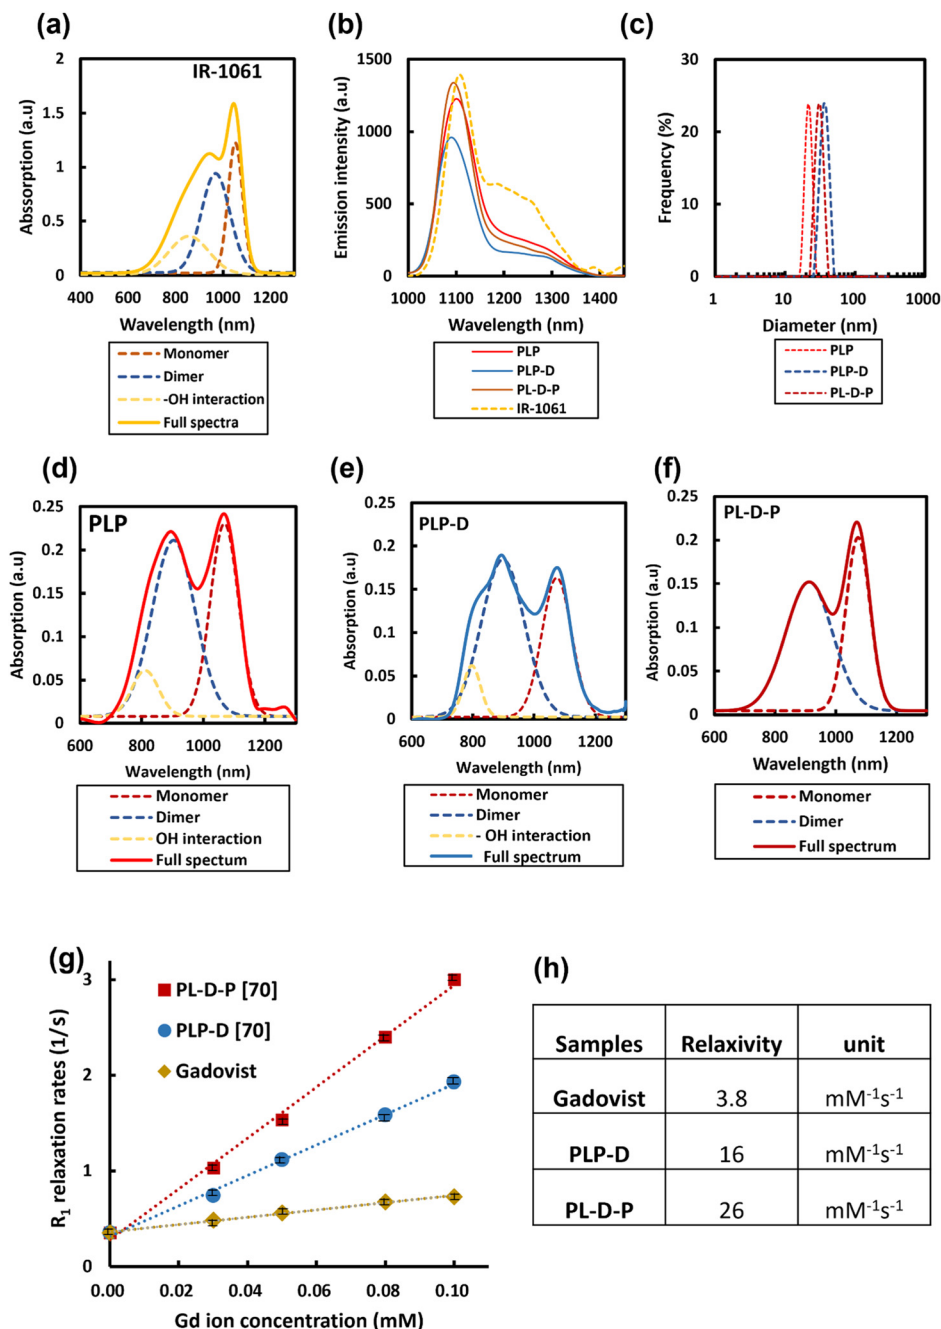 (a)
IR-1061
Abssorption (a.u)
2
1.5
1
0.5
0
400 600 800 1000 1200
Wavelength (nm)
Monomer
Dimer
-OH interaction
Full spectra
(b)
Emission intensity (a.u)
1500
1000
500
0
1000 1100 1200 1300 1400
Wavelength (nm)
PLP
PLP-D
PL-D-P
IR-1061
(c)
Frequency (%)
30
24
18
12
6
0
1 10 100 1000
Diameter (nm)
PLP
PLP-D
PL-D-P
(d)
PLP
Absorption (a.u)
0.25
0.2
0.15
0.1
0.05
0
600 800 1000 1200
Wavelength (nm)
Monomer
Dimer
OH interaction
Full spectum
(e)
PLP-D
Absorption (a.u)
0.25
0.2
0.15
0.1
0.05
0
600 800 1000 1200
Wavelength (nm)
Monomer
Dimer
- OH interaction
Full spectrum
(f)
PL-D-P
Absorption (a.u)
0.25
0.2
0.15
0.1
0.05
0
600 800 1000 1200
Wavelength (nm)
Monomer
Dimer
Full spectrum
(g)
R₁ relaxation rates (1/s)
3
2
1
0
PL-D-P [70]
PLP-D [70]
Gadovist
0.00 0.02 0.04 0.06 0.08 0.10
Gd ion concentration (mM)
(h)
Samples Relaxivity unit
Gadovist 3.8 mM⁻¹s⁻¹
PLP-D 16 mM⁻¹s⁻¹
PL-D-P 26 mM⁻¹s⁻¹